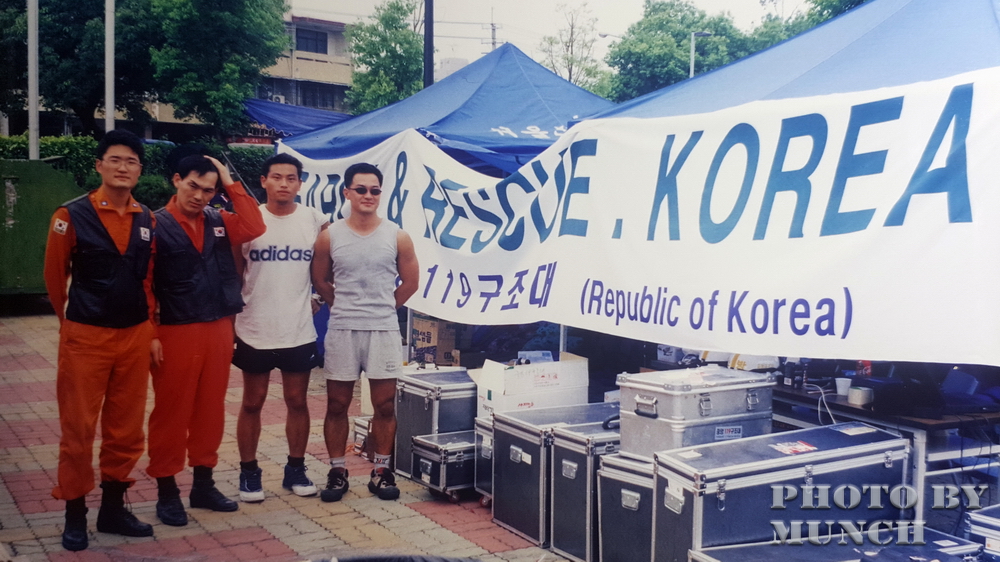 & RESCUE . KOREA
119구조대 (Republic of Korea)
adidas
PHOTO BY
MUNCH